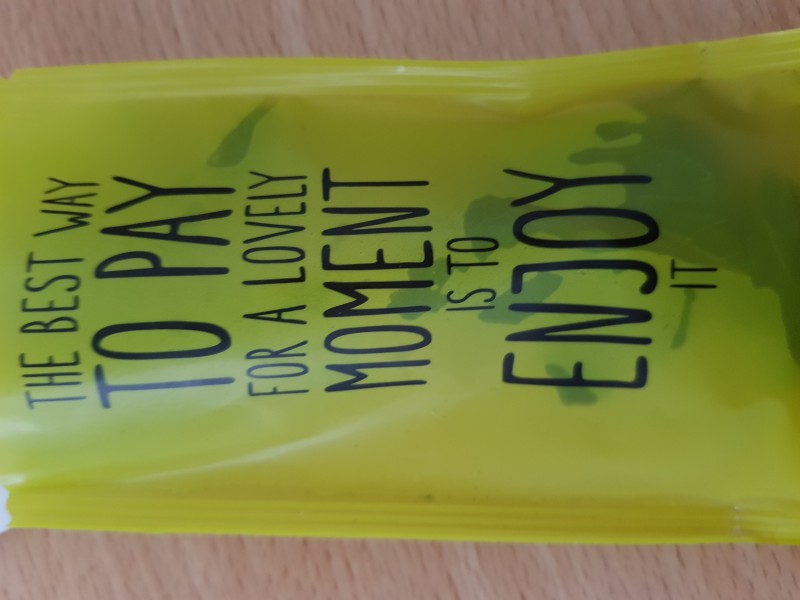 THE BEST WAY
TO PAY
FOR A LOVELY
MOMENT
IS TO
ENJOY
IT